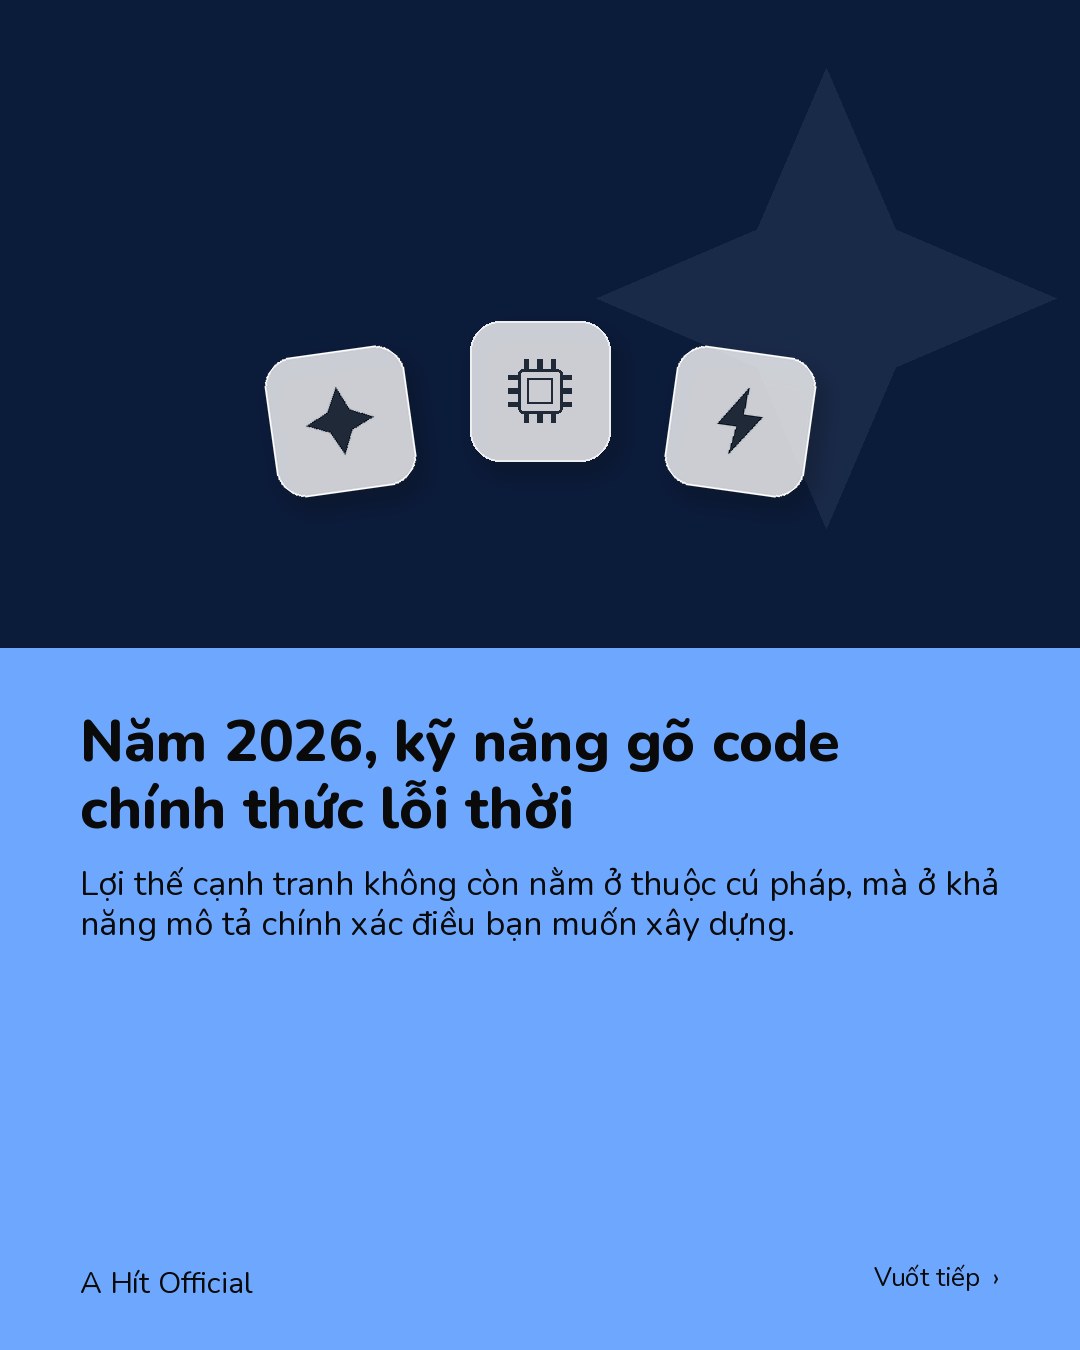 Năm 2026, kỹ năng gõ code
chính thức lỗi thời
Lợi thế cạnh tranh không còn nằm ở thuộc cú pháp, mà ở khả
năng mô tả chính xác điều bạn muốn xây dựng.
A Hít Official
Vuốt tiếp ›